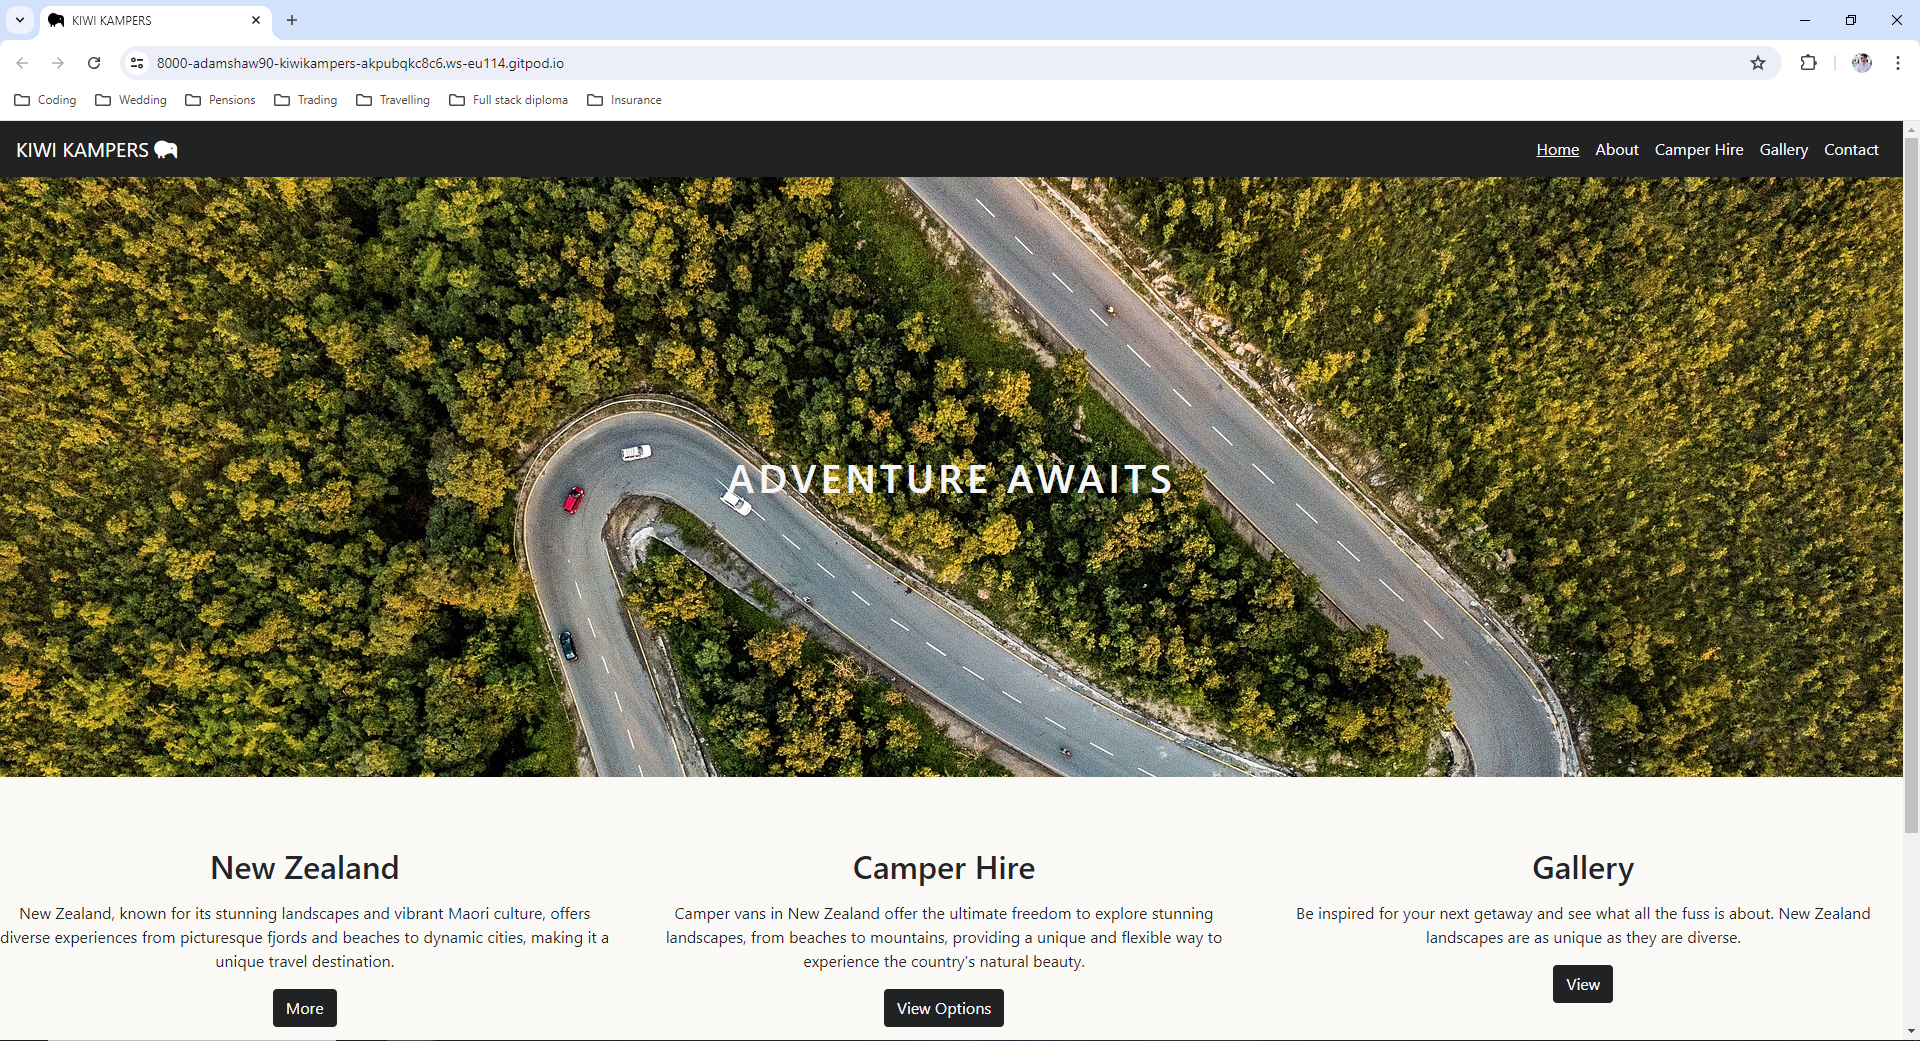 KIWI KAMPERS
8000-adamshaw90-kiwikampers-akpubqkc8c6.ws-eu114.gitpod.io
Coding Wedding Pensions Trading Travelling Full stack diploma Insurance
KIWI KAMPERS Home About Camper Hire Gallery Contact
ADVENTURE AWAITS
New Zealand
New Zealand, known for its stunning landscapes and vibrant Maori culture, offers
diverse experiences from picturesque fjords and beaches to dynamic cities, making it a
unique travel destination.
More
Camper Hire
Camper vans in New Zealand offer the ultimate freedom to explore stunning
landscapes, from beaches to mountains, providing a unique and flexible way to
experience the country's natural beauty.
View Options
Gallery
Be inspired for your next getaway and see what all the fuss is about. New Zealand
landscapes are as unique as they are diverse.
View